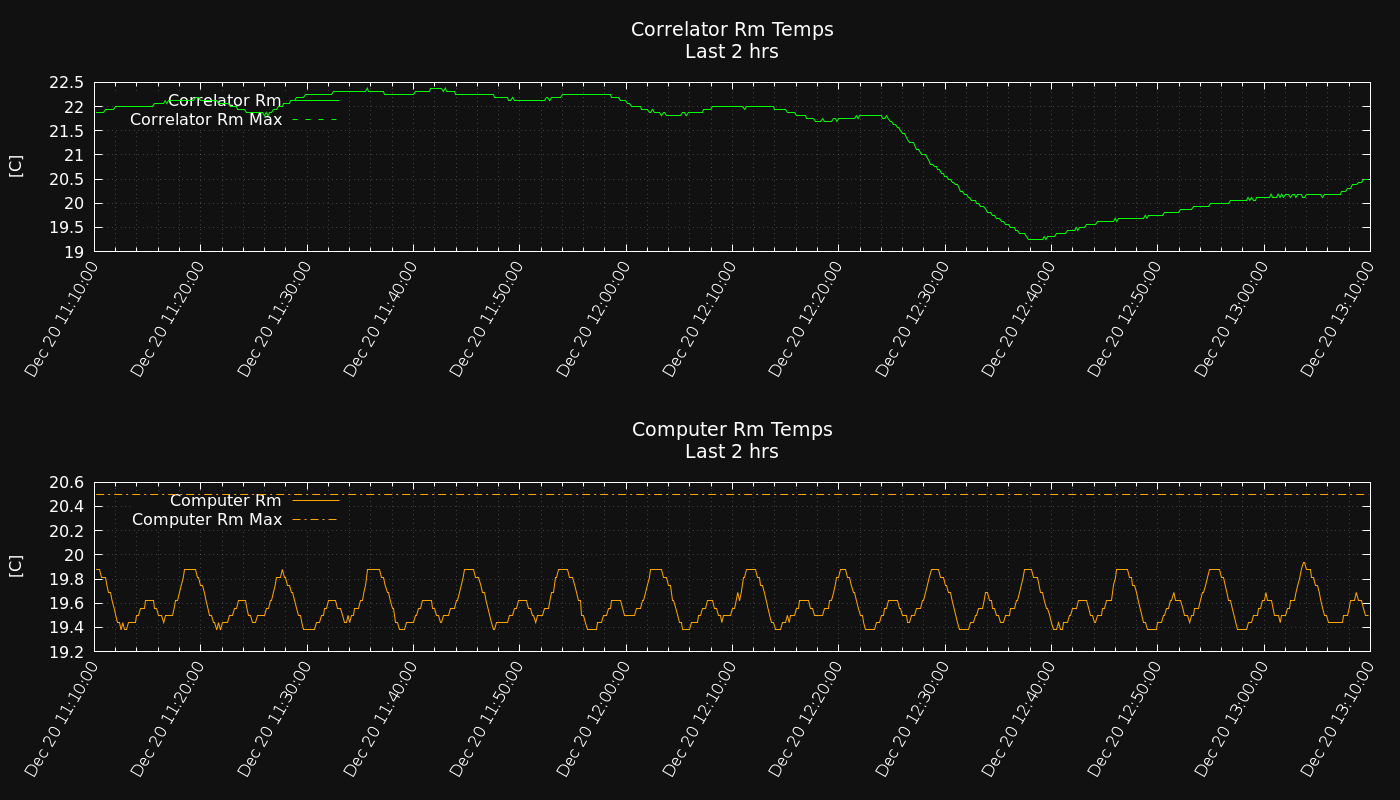 Correlator Rm Temps
Last 2 hrs
22.5
22
21.5
21
20.5
20
19.5
19
[C]
Correlator Rm
Correlator Rm Max
Dec 20 11:10:00
Dec 20 11:20:00
Dec 20 11:30:00
Dec 20 11:40:00
Dec 20 11:50:00
Dec 20 12:00:00
Dec 20 12:10:00
Dec 20 12:20:00
Dec 20 12:30:00
Dec 20 12:40:00
Dec 20 12:50:00
Dec 20 13:00:00
Dec 20 13:10:00
Computer Rm Temps
Last 2 hrs
20.6
20.4
20.2
20
19.8
19.6
19.4
19.2
[C]
Computer Rm
Computer Rm Max
Dec 20 11:10:00
Dec 20 11:20:00
Dec 20 11:30:00
Dec 20 11:40:00
Dec 20 11:50:00
Dec 20 12:00:00
Dec 20 12:10:00
Dec 20 12:20:00
Dec 20 12:30:00
Dec 20 12:40:00
Dec 20 12:50:00
Dec 20 13:00:00
Dec 20 13:10:00